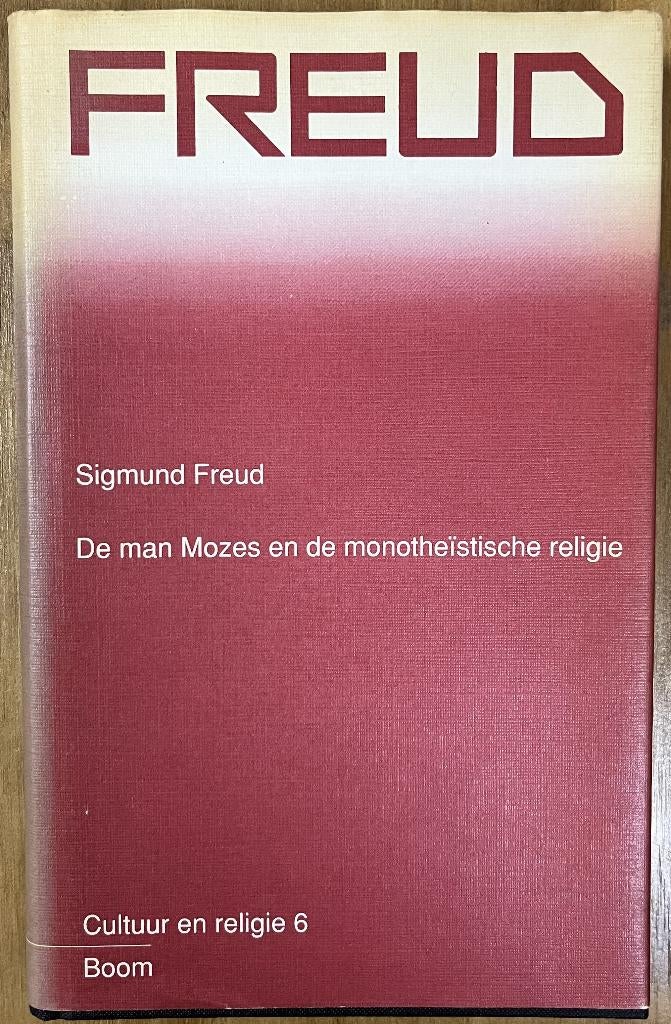 FREUD
Sigmund Freud
De man Mozes en de monotheïstische religie
Cultuur en religie 6
Boom